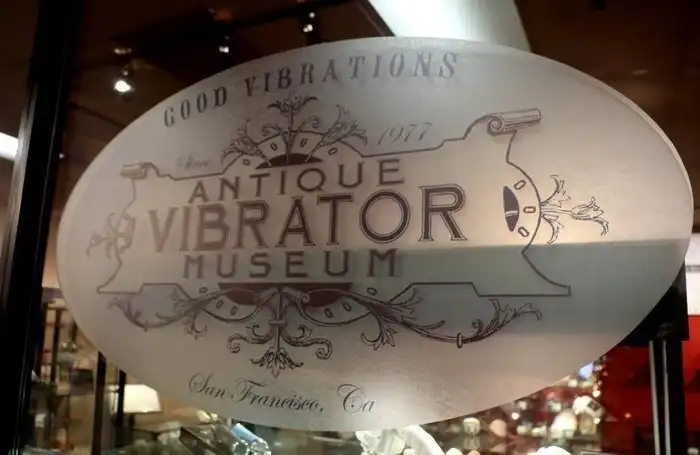 GOOD VIBRATIONS
Since 1977
ANTIQUE
VIBRATOR
MUSEUM
San Francisco, Ca